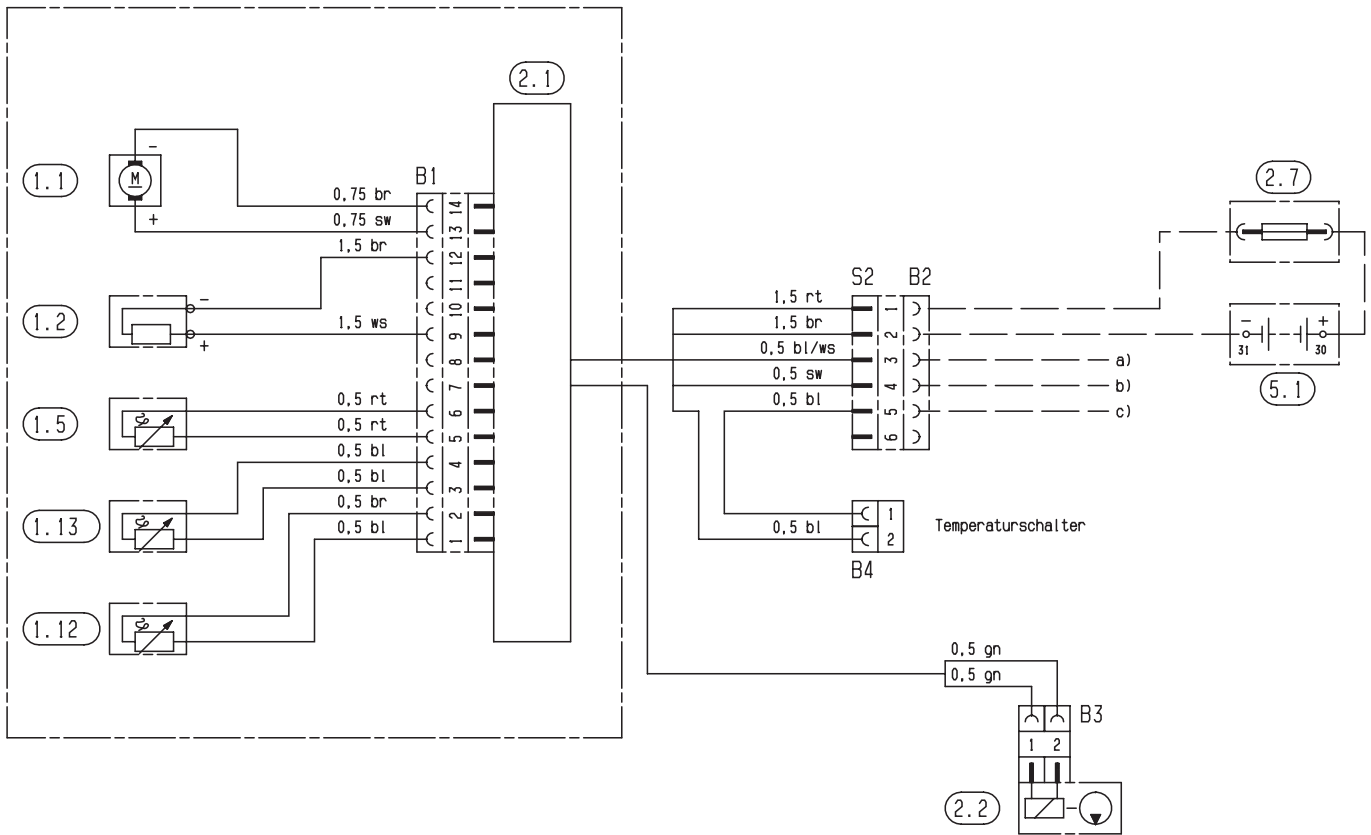 2.1
1.1
−
M
+
B1
0,75 br
14
0,75 sw
13
1,5 br
12
11
1.2
−
10
1,5 ws
9
+
8
7
1.5
0,5 rt
6
0,5 rt
5
0,5 bl
4
1.13
0,5 bl
3
0,5 br
2
0,5 bl
1
1.12
2.7
S2 B2
1,5 rt
1
1,5 br
2
0,5 bl/ws
3
a)
0,5 sw
4
b)
0,5 bl
5
c)
6
− +
31 30
5.1
1
0,5 bl
2
Temperaturschalter
B4
0,5 gn
0,5 gn
B3
1 2
2.2